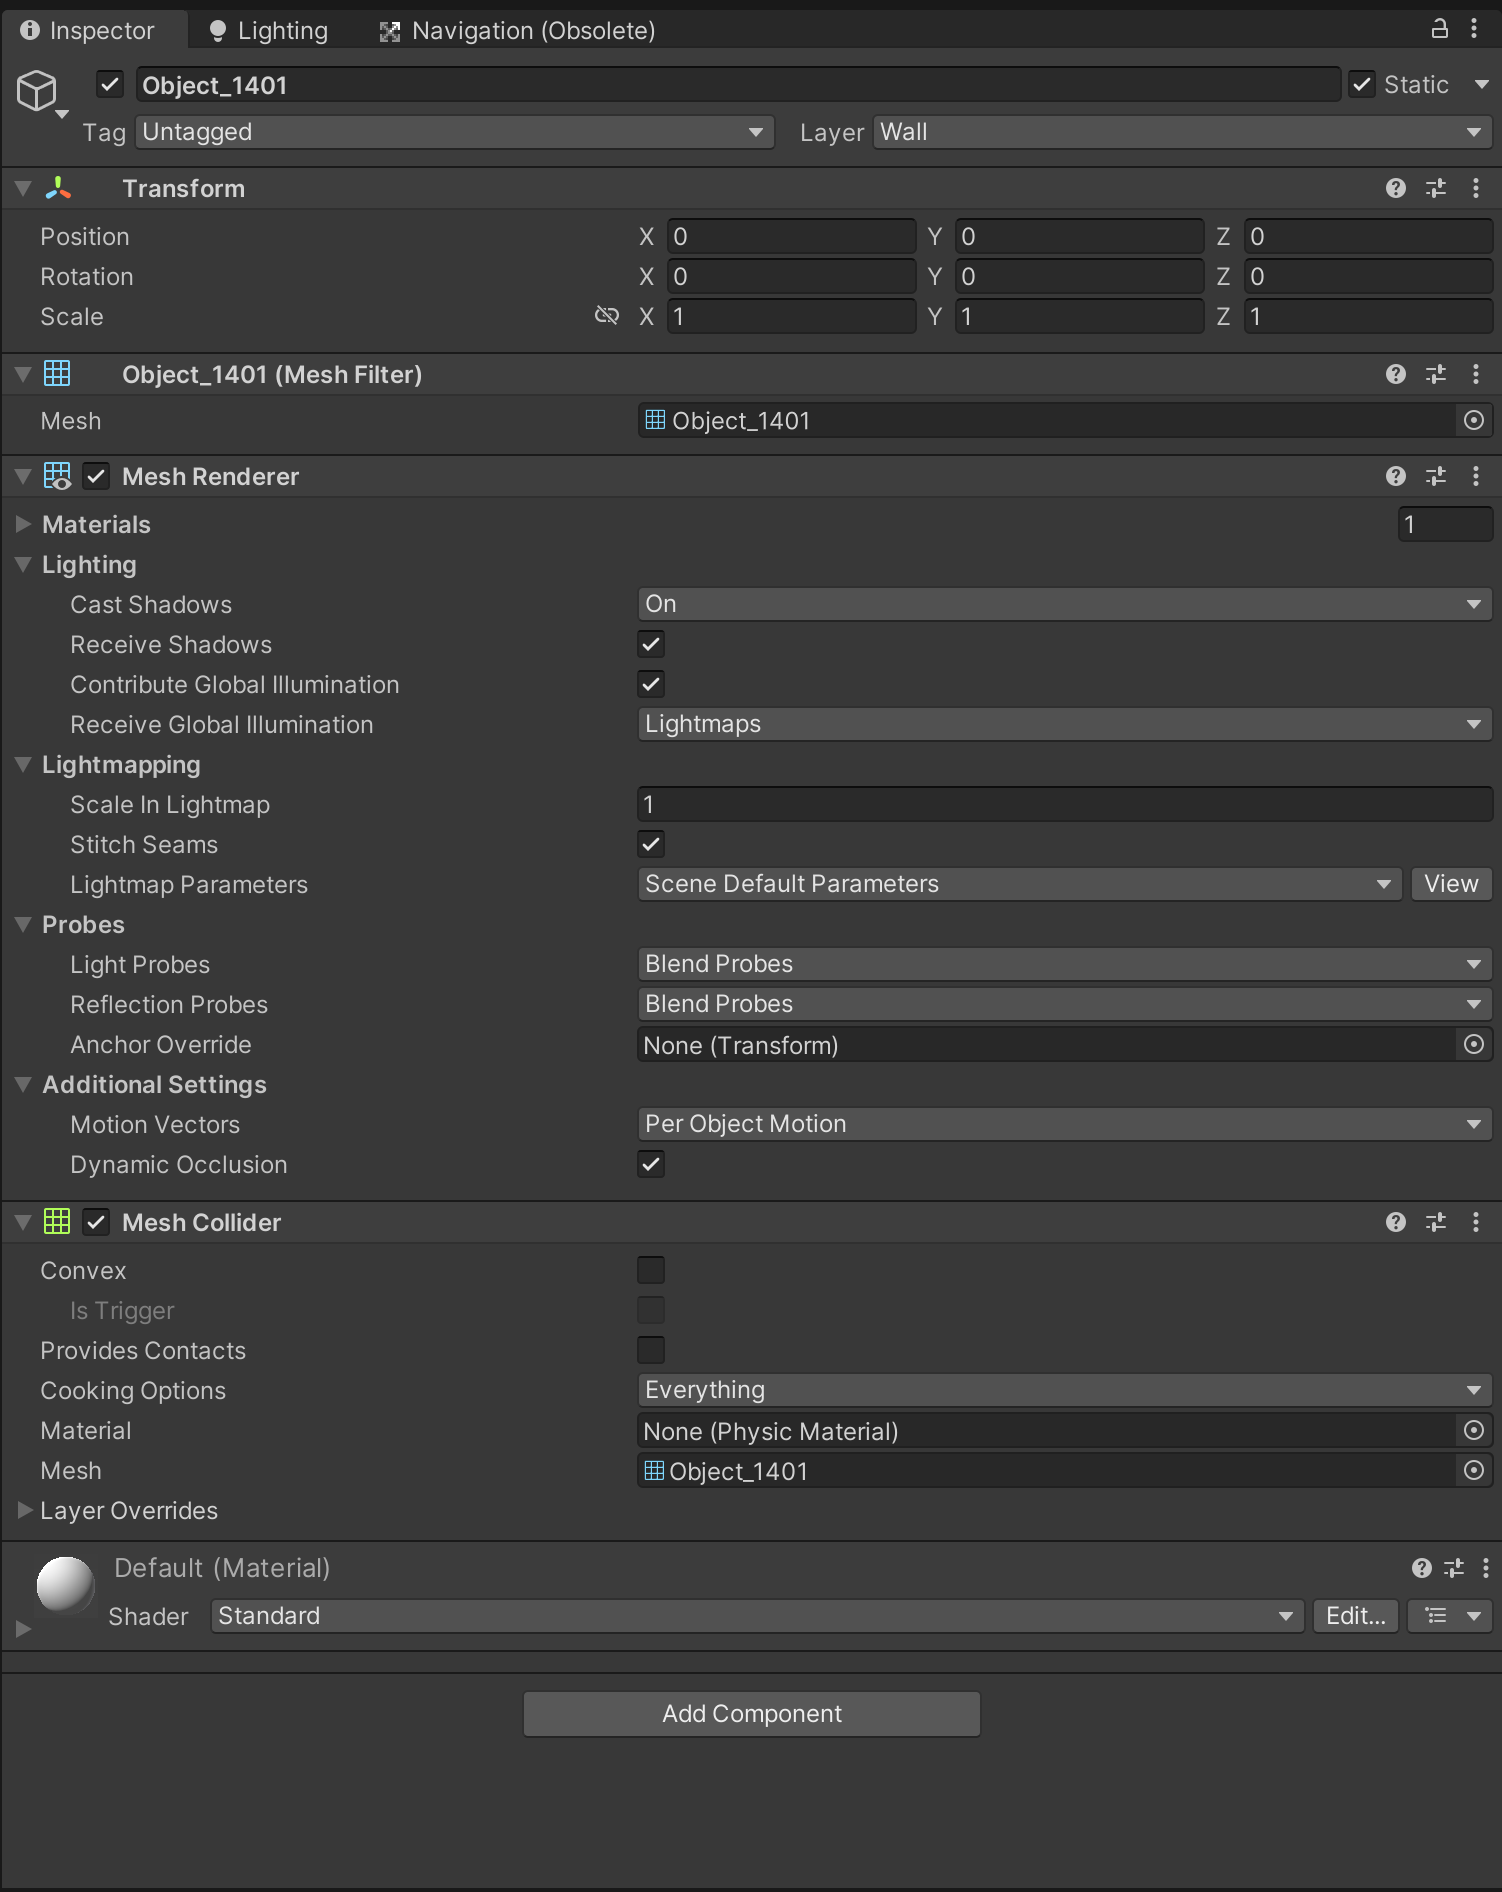 Inspector Lighting Navigation (Obsolete)
Object_1401 Static
Tag Untagged Layer Wall
Transform
Position X 0 Y 0 Z 0
Rotation X 0 Y 0 Z 0
Scale X 1 Y 1 Z 1
Object_1401 (Mesh Filter)
Mesh Object_1401
Mesh Renderer
Materials 1
Lighting
Cast Shadows On
Receive Shadows
Contribute Global Illumination
Receive Global Illumination Lightmaps
Lightmapping
Scale In Lightmap 1
Stitch Seams
Lightmap Parameters Scene Default Parameters View
Probes
Light Probes Blend Probes
Reflection Probes Blend Probes
Anchor Override None (Transform)
Additional Settings
Motion Vectors Per Object Motion
Dynamic Occlusion
Mesh Collider
Convex
Is Trigger
Provides Contacts
Cooking Options Everything
Material None (Physic Material)
Mesh Object_1401
Layer Overrides
Default (Material)
Shader Standard Edit...
Add Component